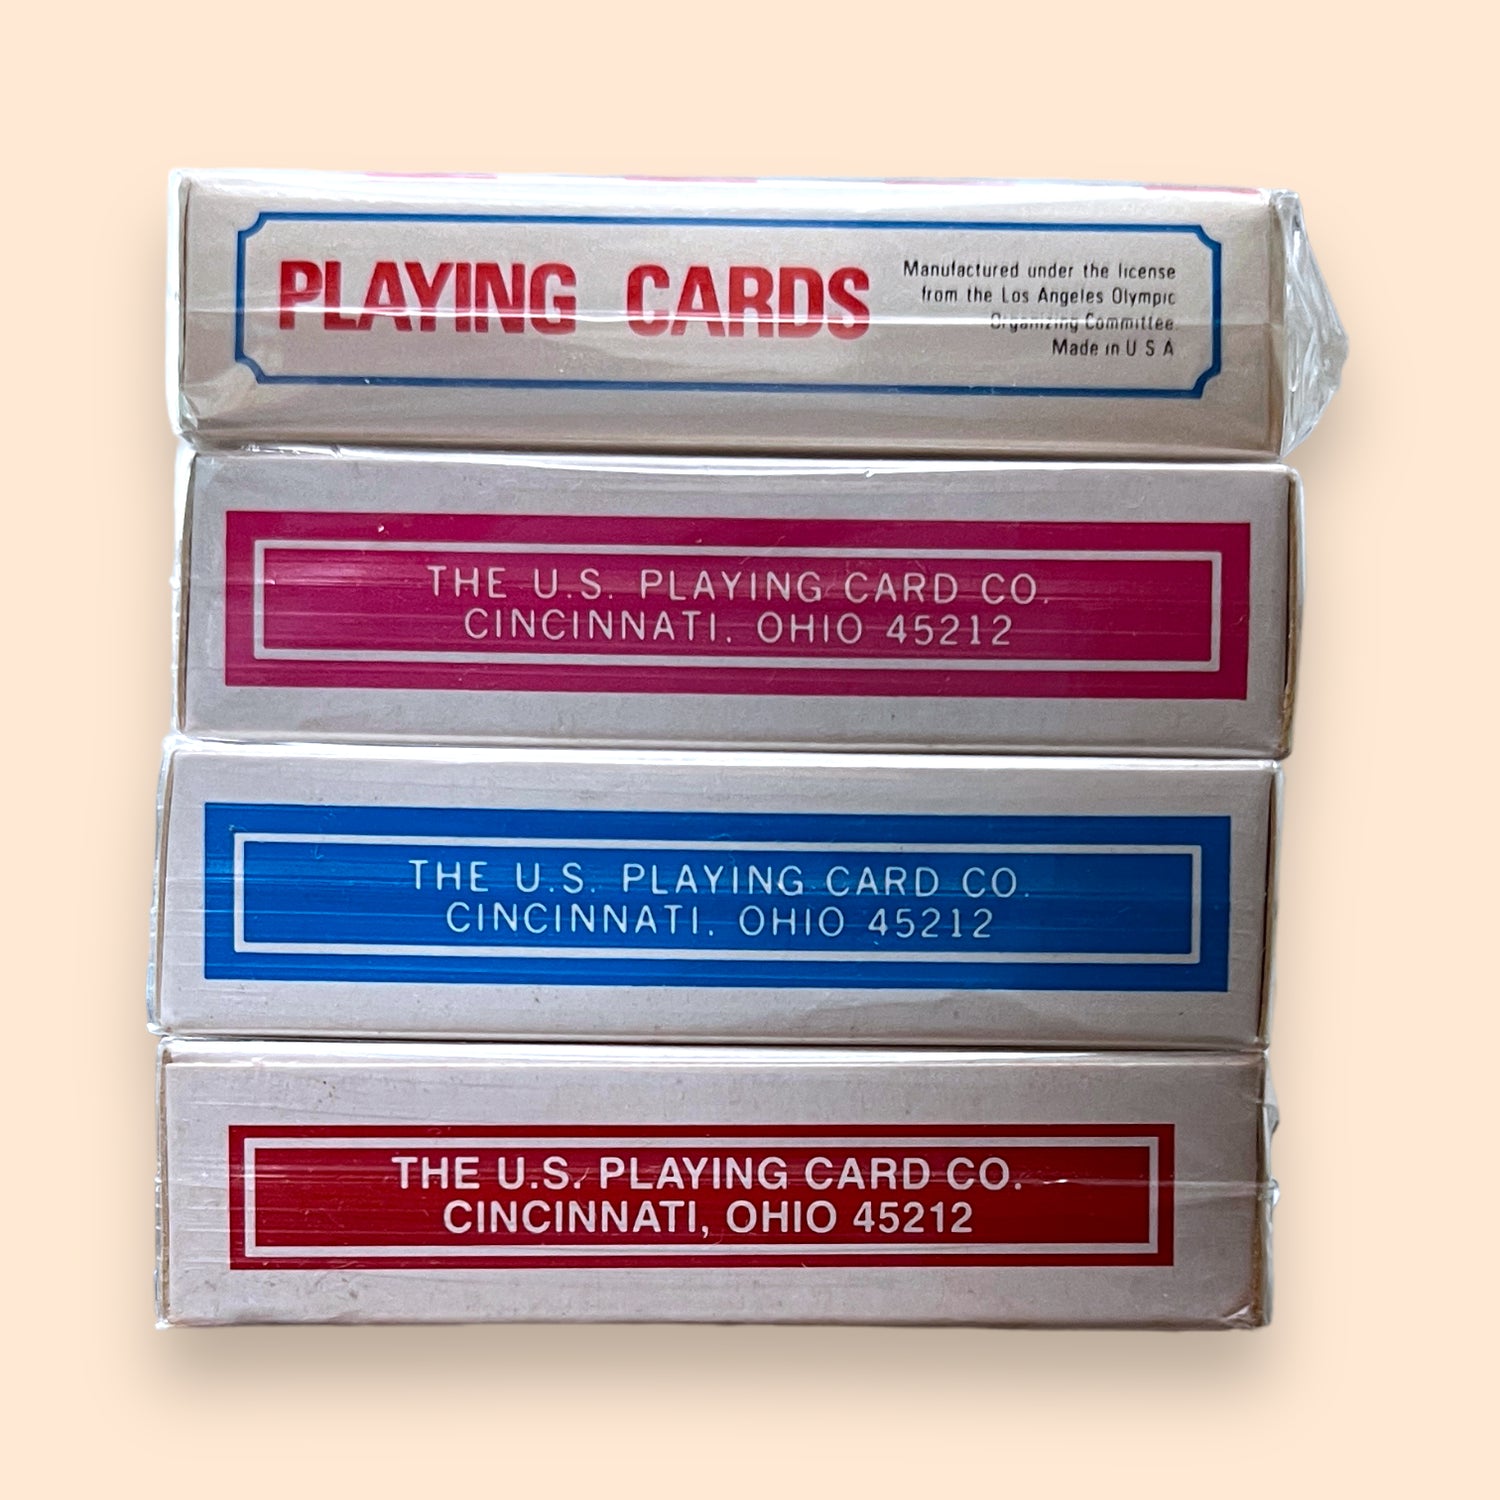 PLAYING CARDS
Manufactured under the license
from the Los Angeles Olympic
Organizing Committee.
Made in U S A
THE U.S. PLAYING CARD CO.
CINCINNATI, OHIO 45212
THE U.S. PLAYING CARD CO.
CINCINNATI, OHIO 45212
THE U.S. PLAYING CARD CO.
CINCINNATI, OHIO 45212